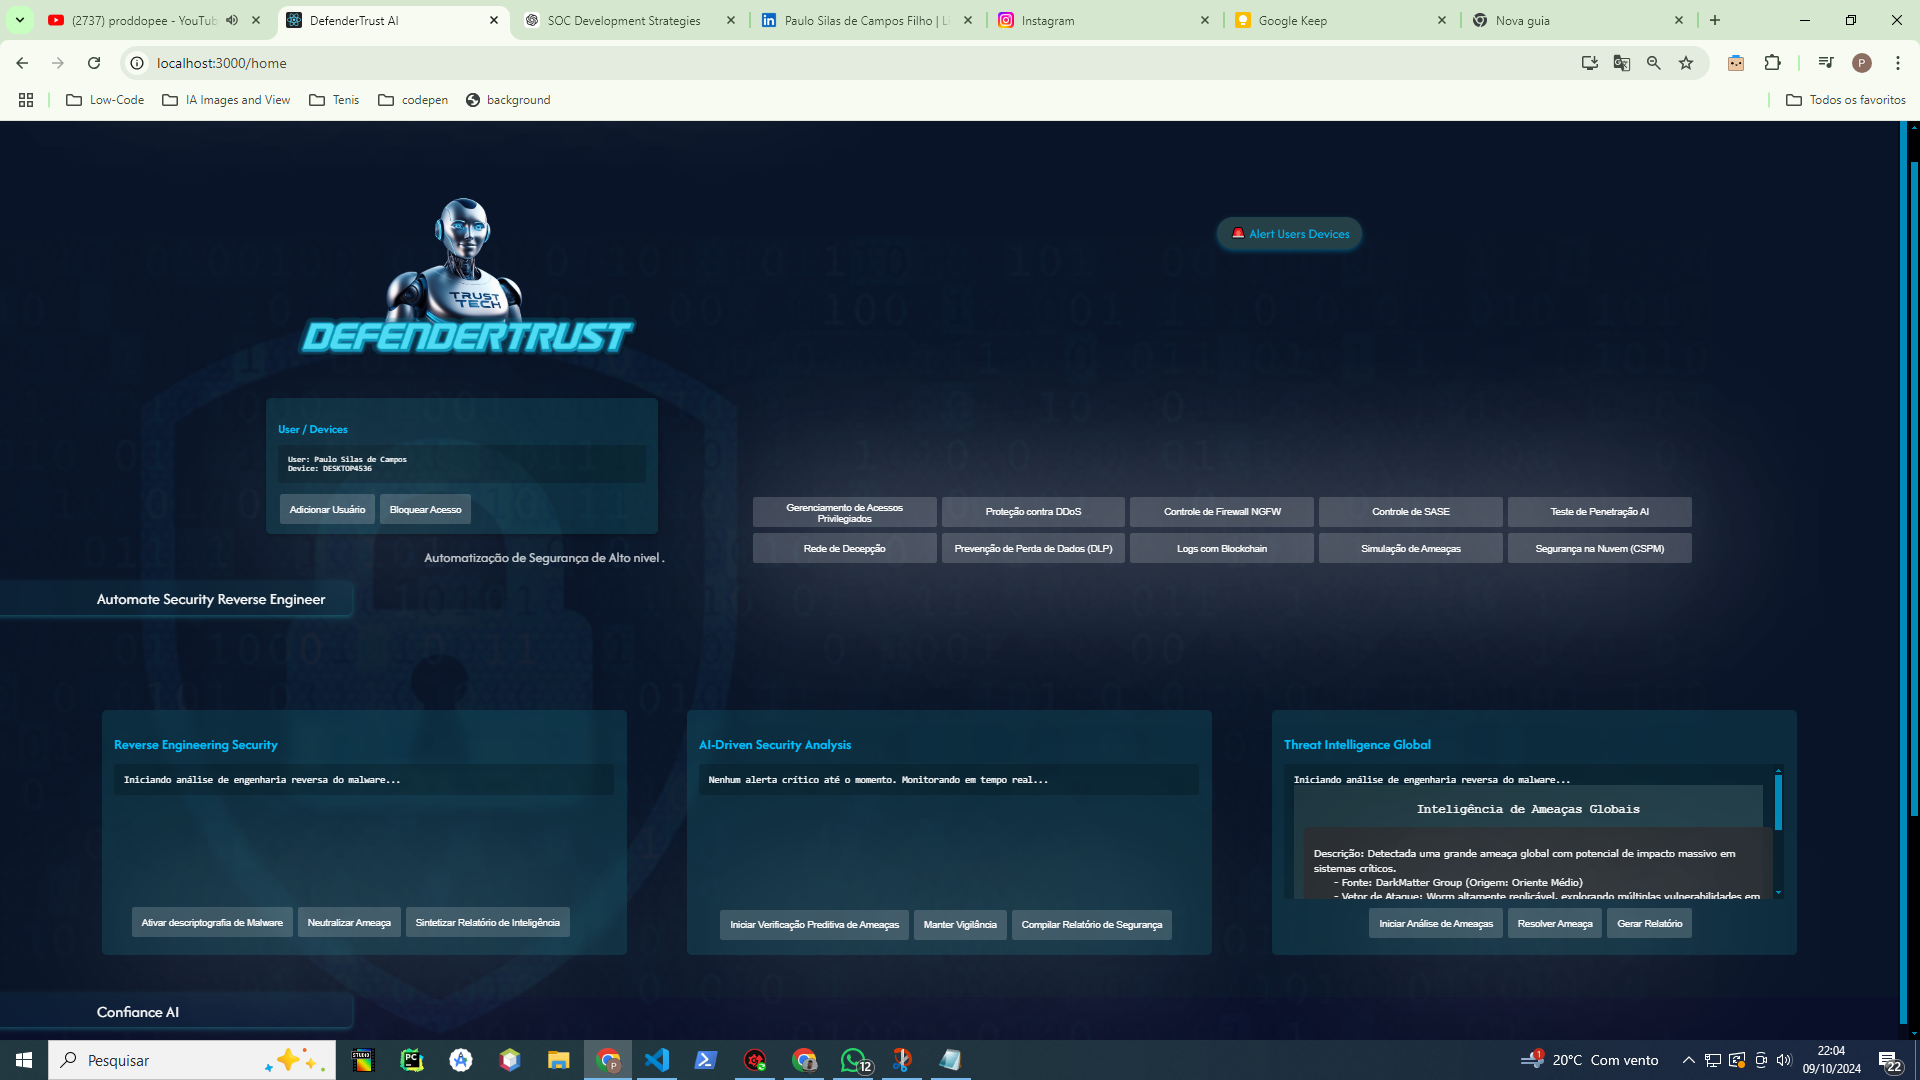 (2737) proddopee - YouTub
DefenderTrust AI
SOC Development Strategies
Paulo Silas de Campos Filho | Li
Instagram
Google Keep
Nova guia
localhost:3000/home
P
Low-Code
IA Images and View
Tenis
codepen
background
Todos os favoritos
TRUST
TECH
DEFENDERTRUST
Alert Users Devices
User / Devices
User: Paulo Silas de Campos
Device: DESKTOP4536
Adicionar Usuário
Bloquear Acesso
Gerenciamento de Acessos
Privilegiados
Proteção contra DDoS
Controle de Firewall NGFW
Controle de SASE
Teste de Penetração AI
Rede de Decepção
Prevenção de Perda de Dados (DLP)
Logs com Blockchain
Simulação de Ameaças
Segurança na Nuvem (CSPM)
Automatização de Segurança de Alto nivel .
Automate Security Reverse Engineer
Reverse Engineering Security
Iniciando análise de engenharia reversa do malware...
Ativar descriptografia de Malware
Neutralizar Ameaça
Sintetizar Relatório de Inteligência
AI-Driven Security Analysis
Nenhum alerta crítico até o momento. Monitorando em tempo real...
Iniciar Verificação Preditiva de Ameaças
Manter Vigilância
Compilar Relatório de Segurança
Threat Intelligence Global
Iniciando análise de engenharia reversa do malware...
Inteligência de Ameaças Globais
Descrição: Detectada uma grande ameaça global com potencial de impacto massivo em
sistemas críticos.
- Fonte: DarkMatter Group (Origem: Oriente Médio)
- Vetor de Ataque: Worm altamente replicável, explorando múltiplas vulnerabilidades em
Iniciar Análise de Ameaças
Resolver Ameaça
Gerar Relatório
Confiance AI
Pesquisar
STUDIO
PC
12
1
20°C Com vento
22:04
09/10/2024
22